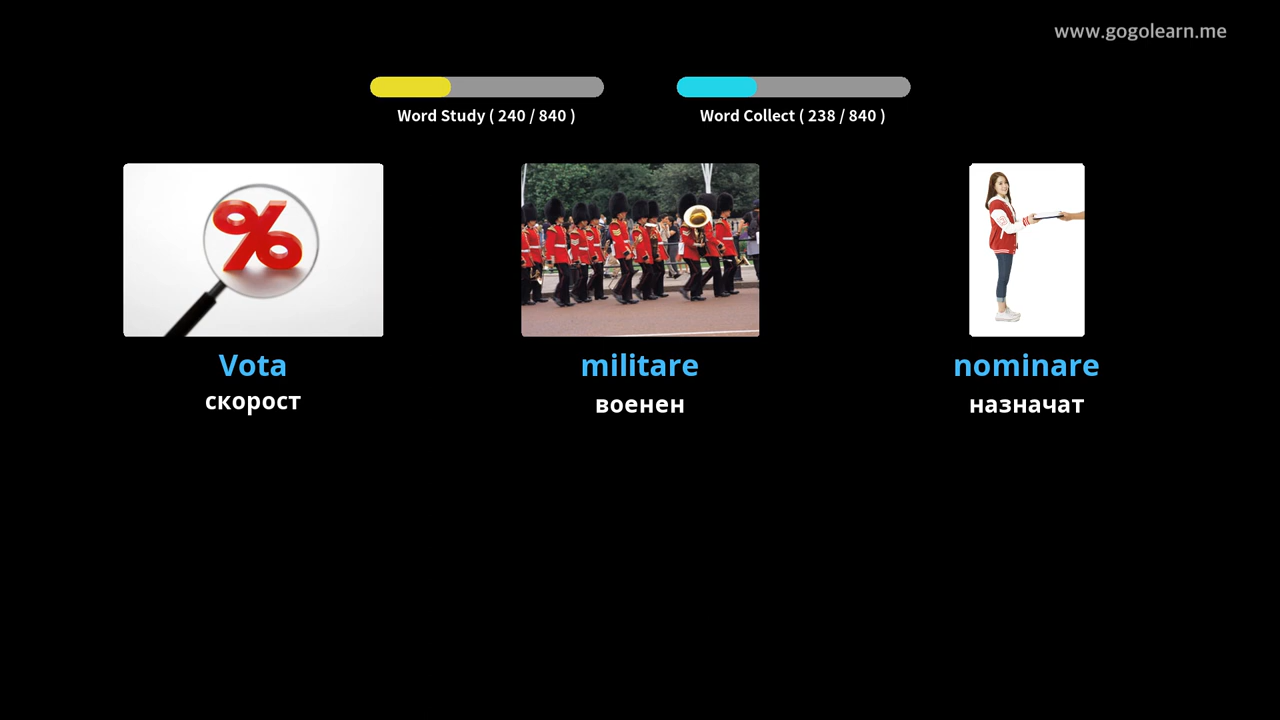 www.gogolearn.me
Word Study ( 240 / 840 )
Word Collect ( 238 / 840 )
%
Vota
скорост
militare
военен
nominare
назначат